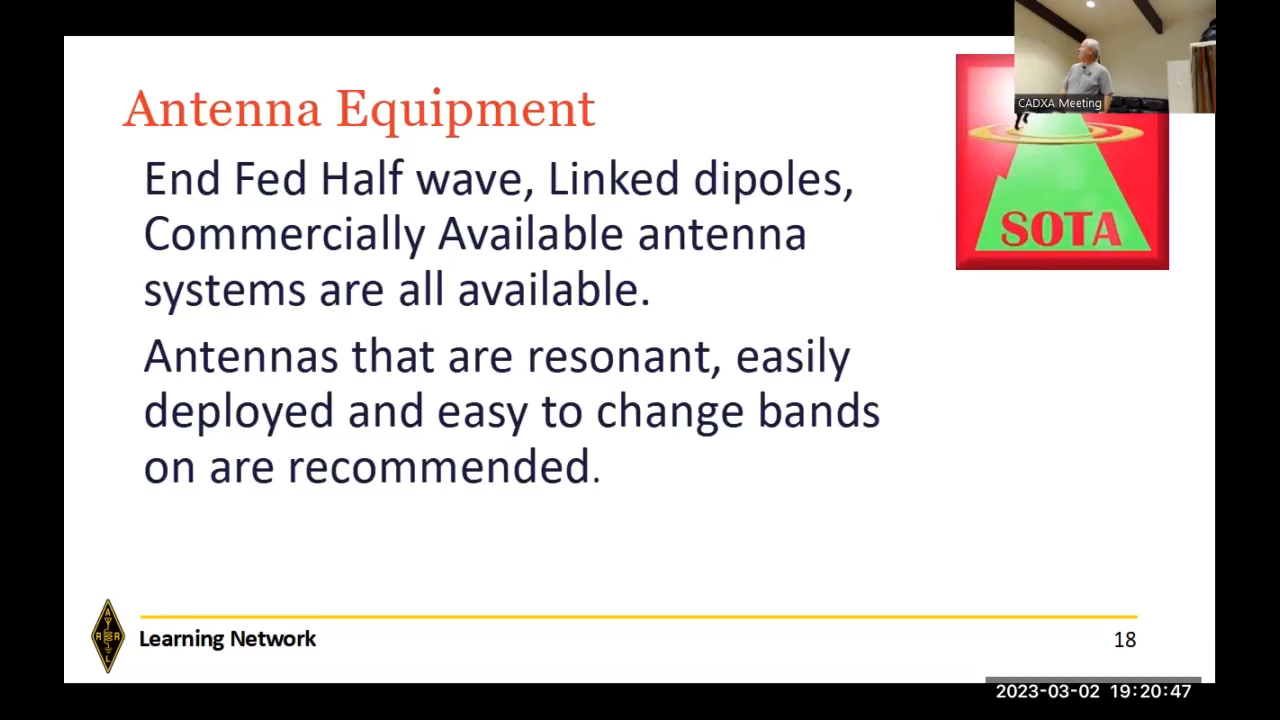 Antenna Equipment
CADXA Meeting
End Fed Half wave, Linked dipoles,
Commercially Available antenna
systems are all available.
SOTA
Antennas that are resonant, easily
deployed and easy to change bands
on are recommended.
A
R R
L
Learning Network
18
2023-03-02 19:20:47